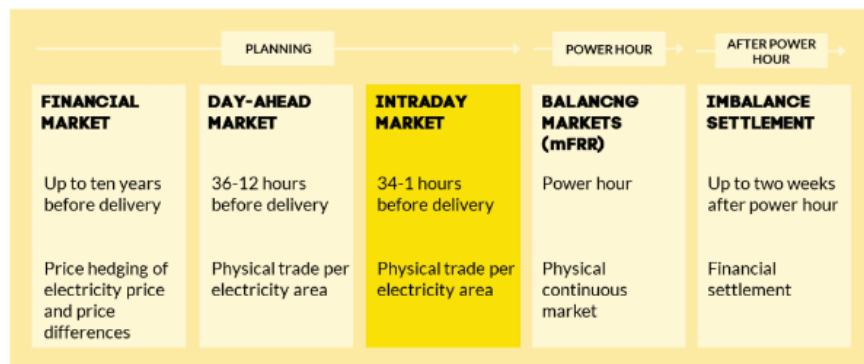 PLANNING
POWER HOUR
AFTER POWER
HOUR
FINANCIAL
MARKET
Up to ten years
before delivery
Price hedging of
electricity price
and price
differences
DAY-AHEAD
MARKET
36-12 hours
before delivery
Physical trade per
electricity area
INTRADAY
MARKET
34-1 hours
before delivery
Physical trade per
electricity area
BALANCNG
MARKETS
(mFRR)
Power hour
Physical
continuous
market
IMBALANCE
SETTLEMENT
Up to two weeks
after power hour
Financial
settlement